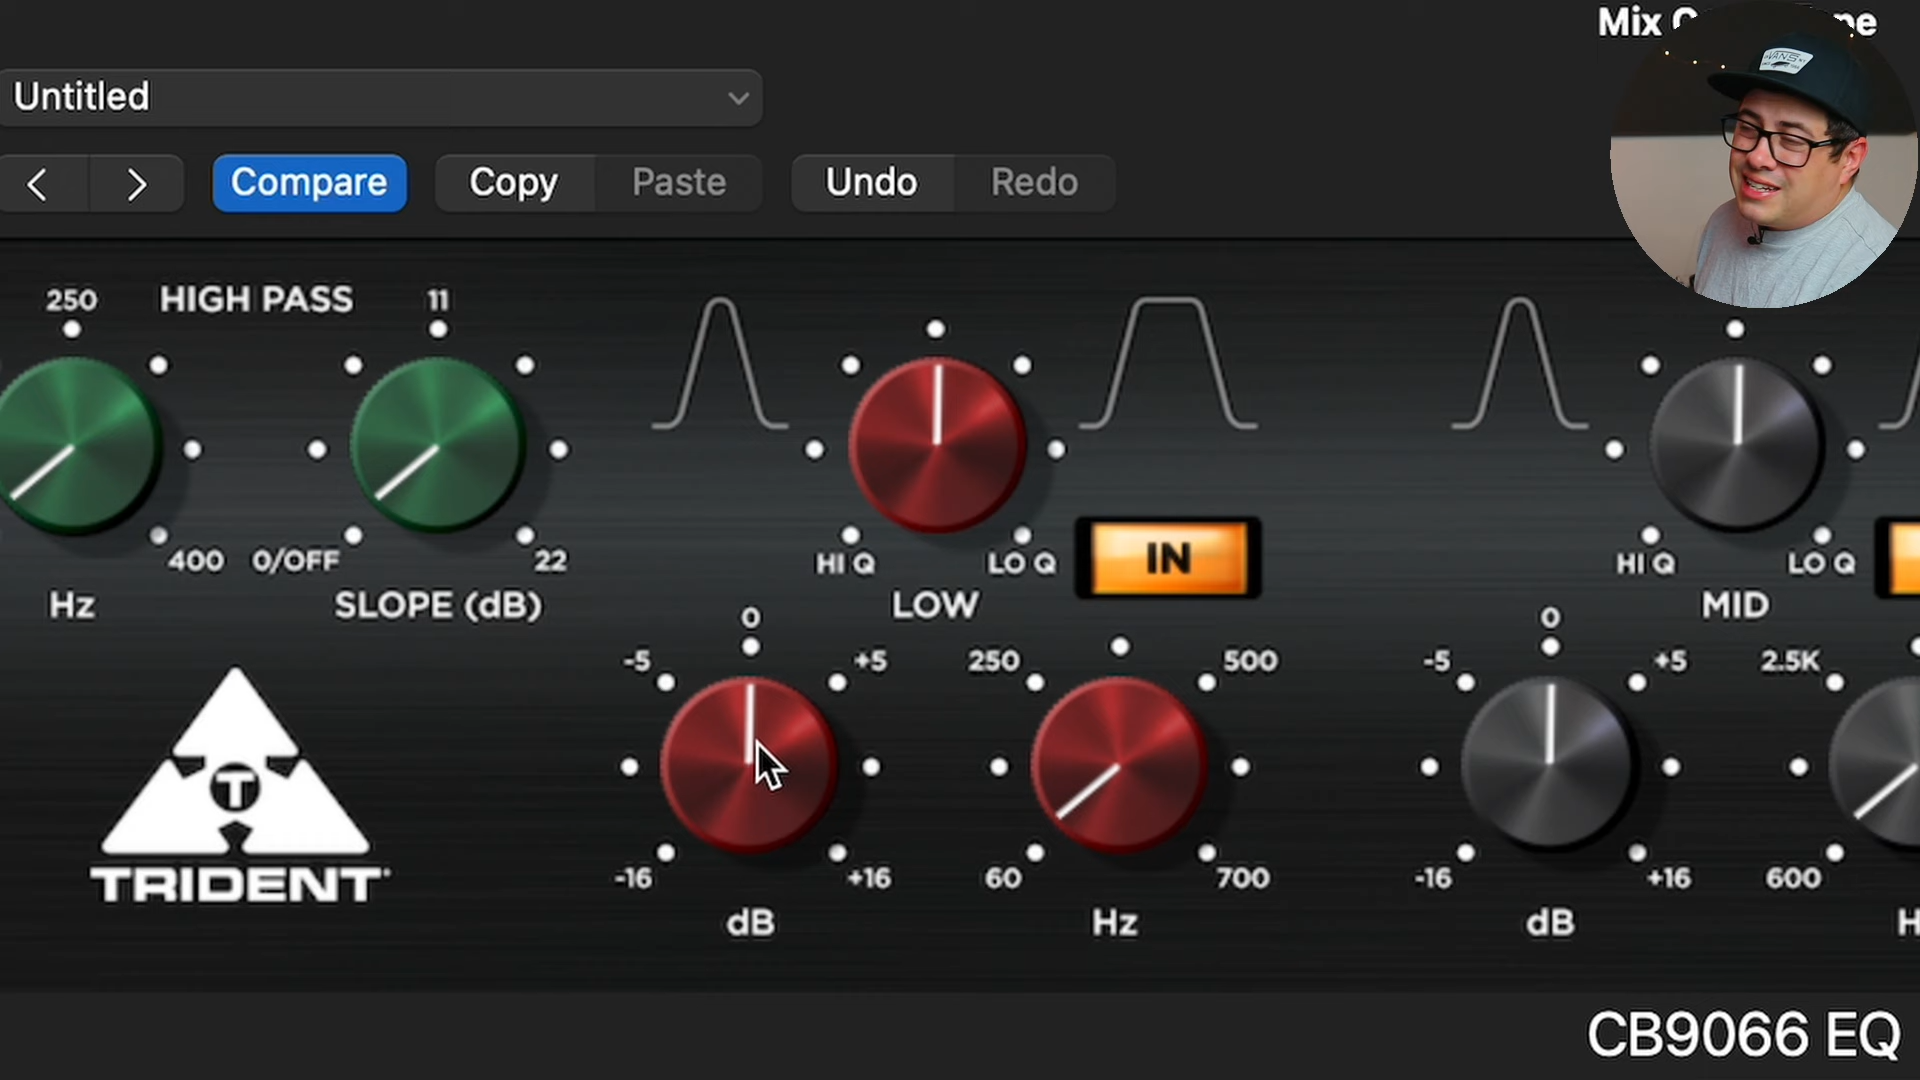 Mix
Untitled
Compare Copy Paste Undo Redo
250 HIGH PASS 11
400 0/OFF 22 HI Q LO Q IN HI Q LO Q
Hz SLOPE (dB) LOW MID
0 0
-5 +5 250 500 -5 +5 2.5K
T
TRIDENT
-16 +16 60 700 -16 +16 600
dB Hz dB
CB9066 EQ
VANS